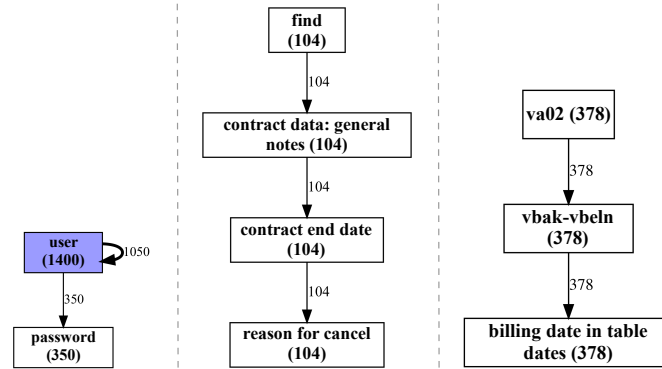 user
(1400)
1050
350
password
(350)
find
(104)
104
contract data: general
notes (104)
104
contract end date
(104)
104
reason for cancel
(104)
va02 (378)
378
vbak-vbeln
(378)
378
billing date in table
dates (378)